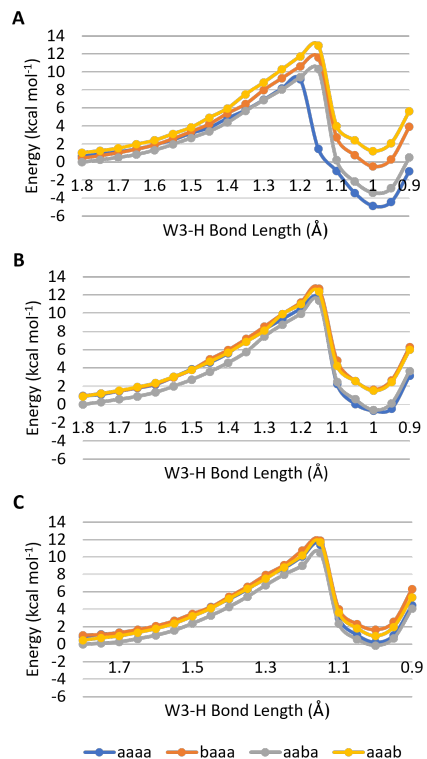 A
14
12
10
8
6
4
2
0
-2
-4
-6
Energy (kcal mol-1)
1.8 1.7 1.6 1.5 1.4 1.3 1.2 1.1 1 0.9
W3-H Bond Length (Å)
B
14
12
10
8
6
4
2
0
-2
-4
-6
Energy (kcal mol-1)
1.8 1.7 1.6 1.5 1.4 1.3 1.2 1.1 1 0.9
W3-H Bond Length (Å)
C
14
12
10
8
6
4
2
0
-2
-4
-6
Energy (kcal mol-1)
1.7 1.5 1.3 1.1 0.9
W3-H Bond Length (Å)
aaaa baaa aaba aaab